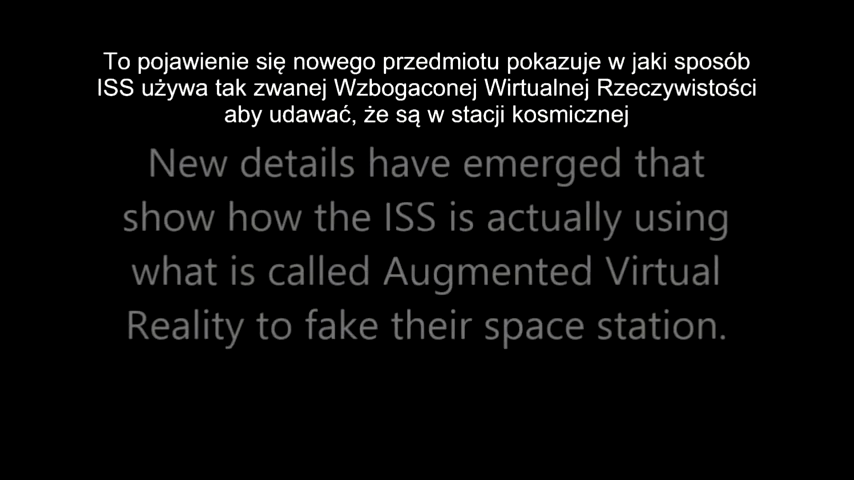 To pojawienie się nowego przedmiotu pokazuje w jaki sposób
ISS używa tak zwanej Wzbogaconej Wirtualnej Rzeczywistości
aby udawać, że są w stacji kosmicznej
New details have emerged that
show how the ISS is actually using
what is called Augmented Virtual
Reality to fake their space station.